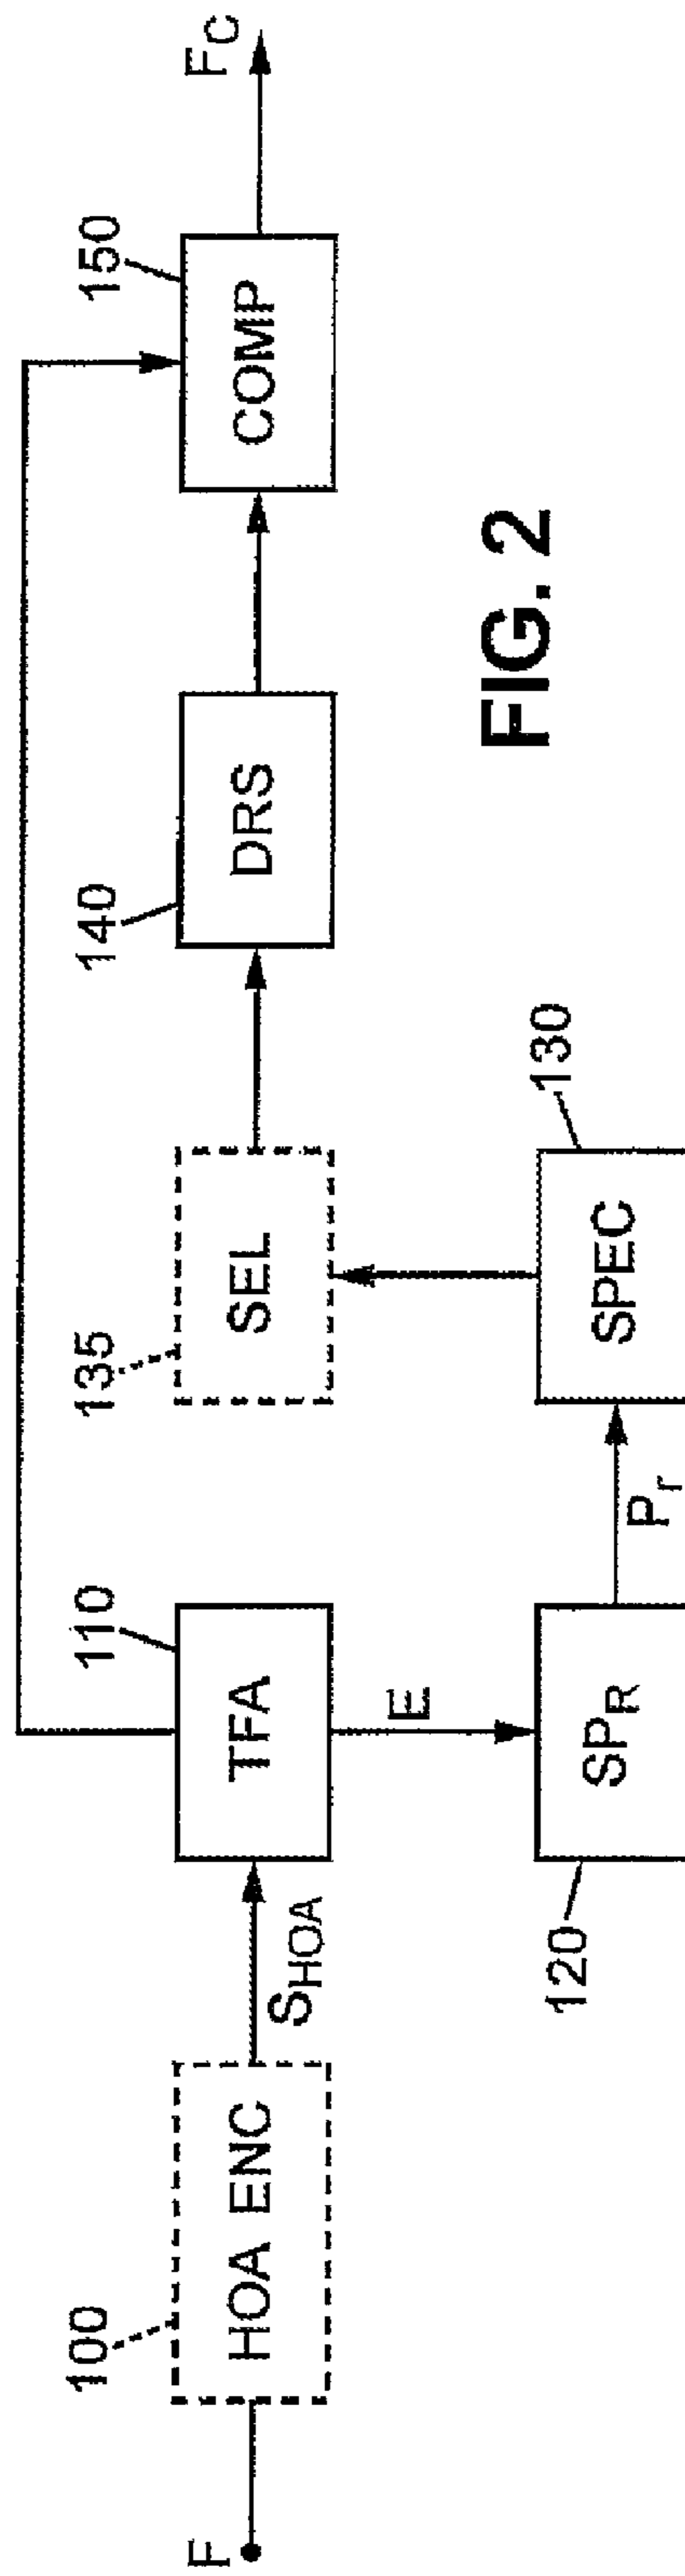 F
100
HOA ENC
S_HOA
110
TFA
E
120
SP_R
P_r
130
SPEC
135
SEL
140
DRS
150
COMP
F_C
FIG. 2